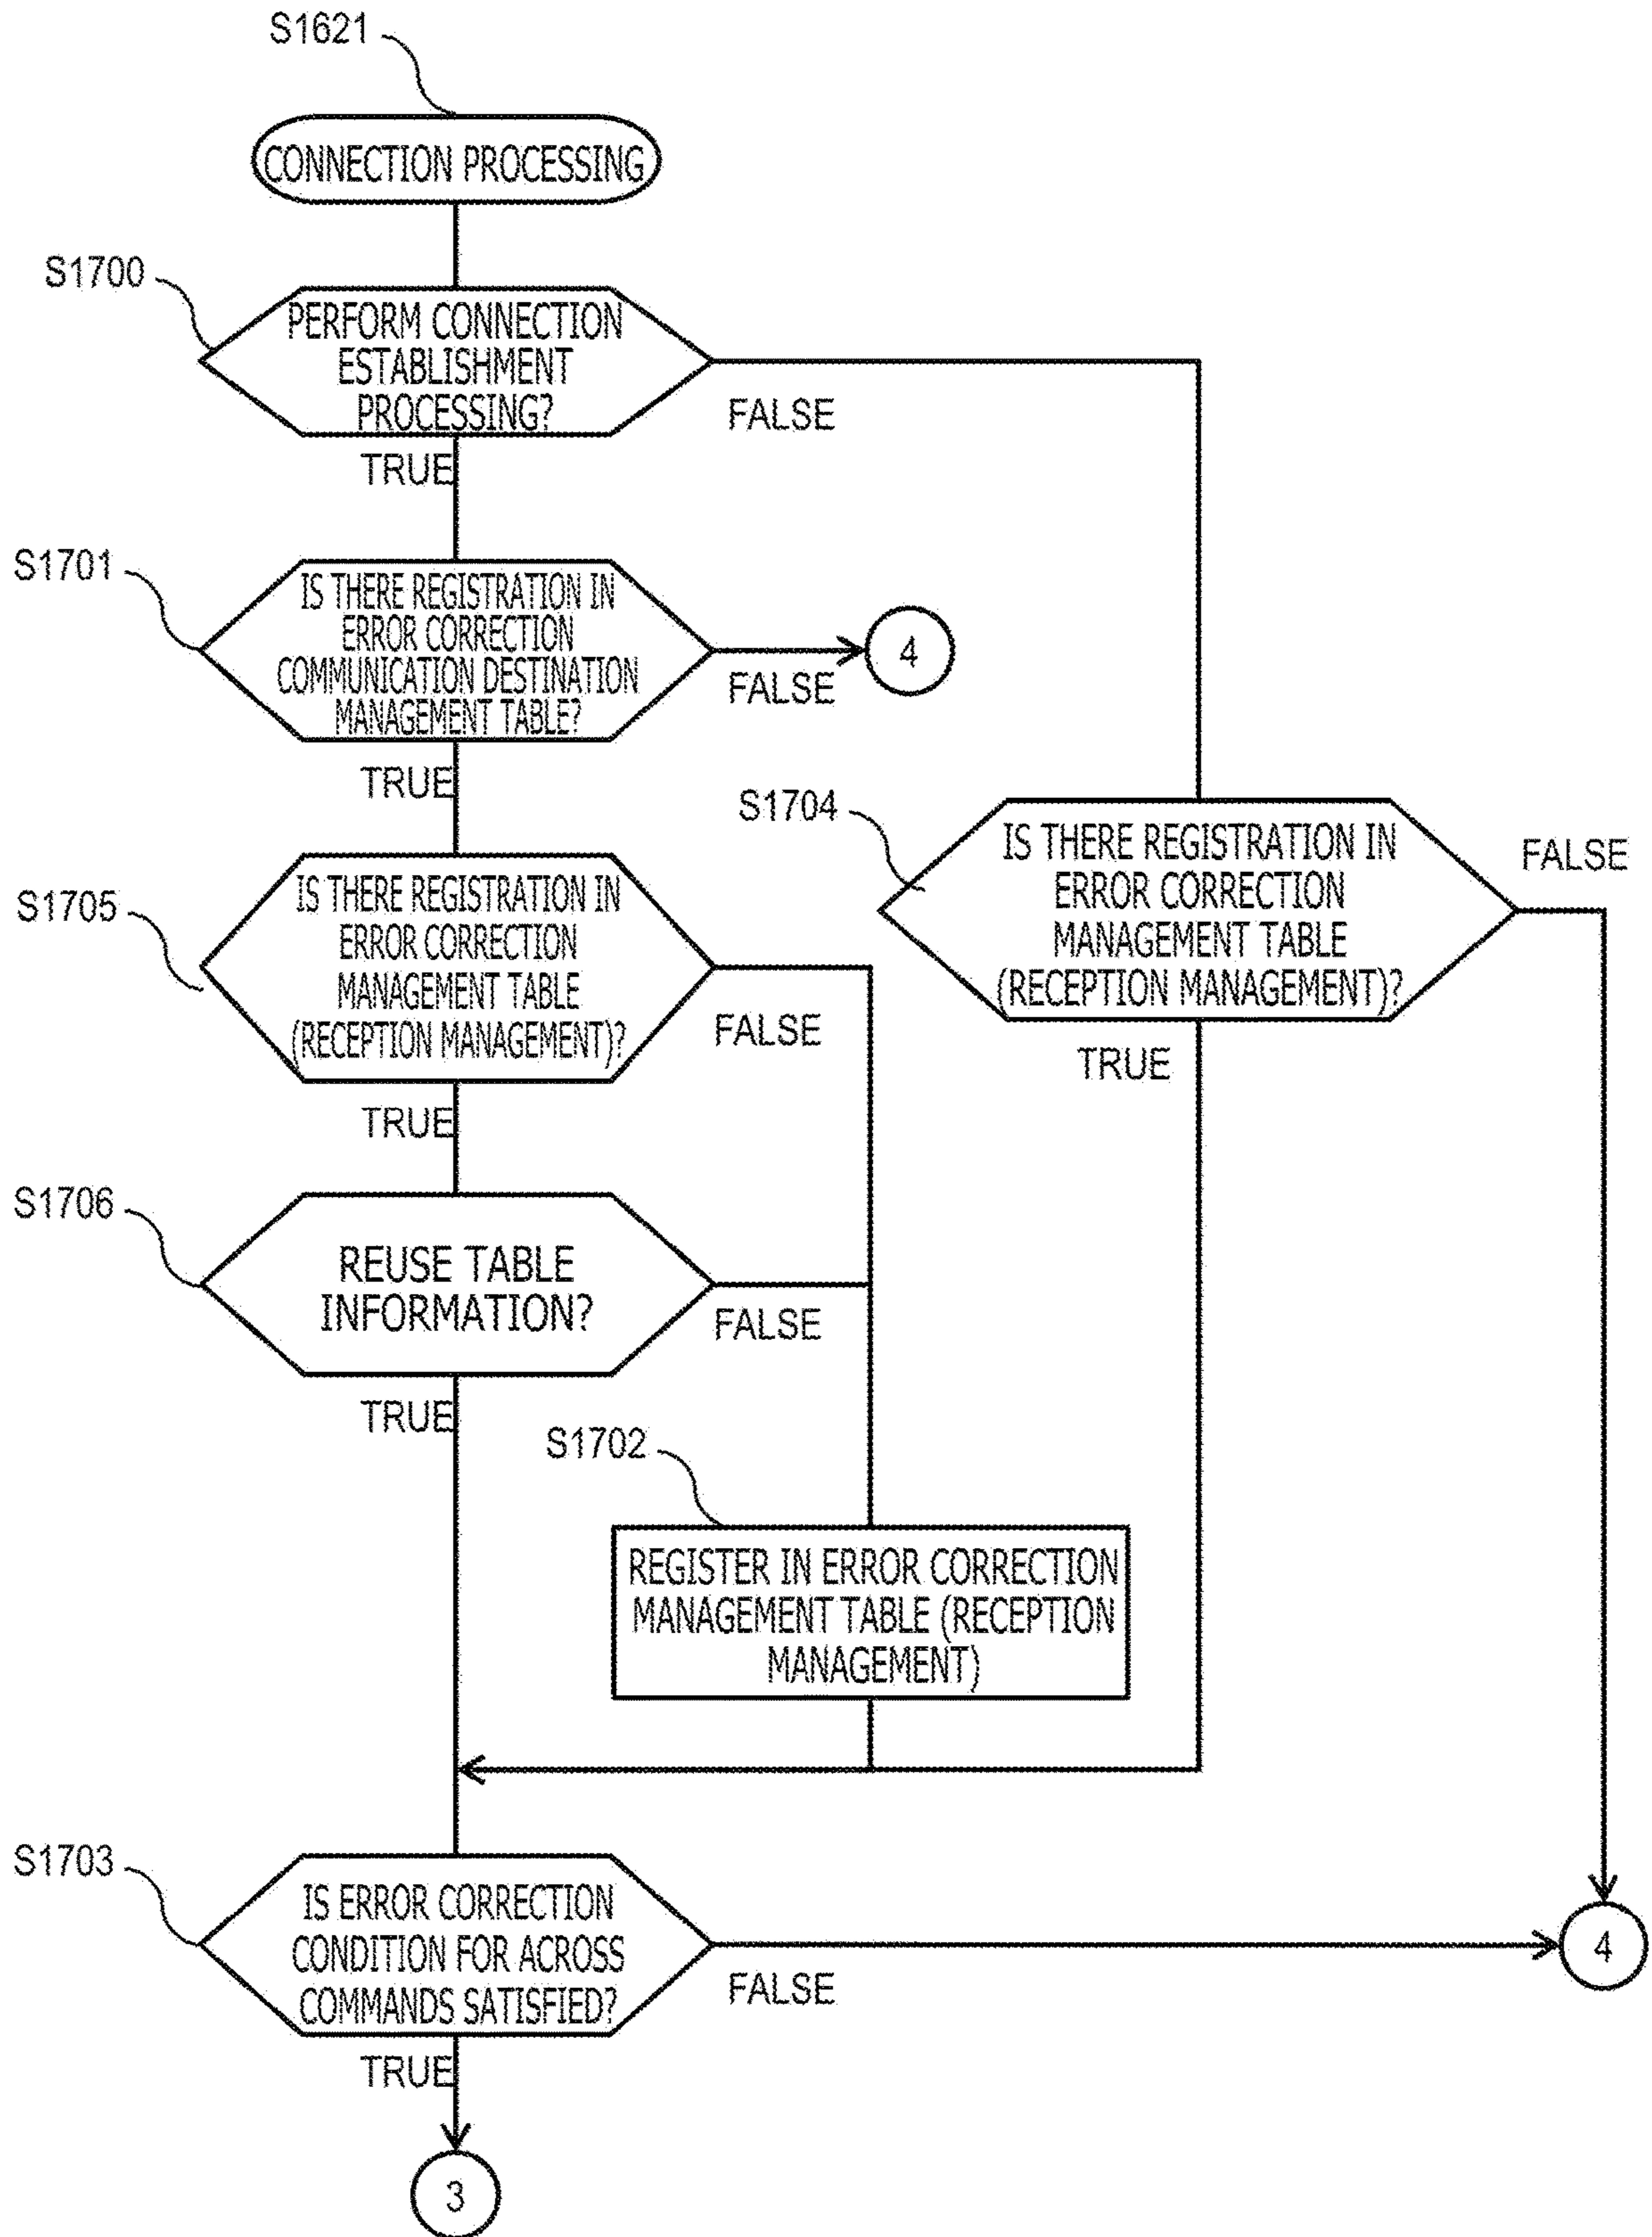 S1621
CONNECTION PROCESSING
S1700
PERFORM CONNECTION
ESTABLISHMENT
PROCESSING?
FALSE
TRUE
S1701
IS THERE REGISTRATION IN
ERROR CORRECTION
COMMUNICATION DESTINATION
MANAGEMENT TABLE?
FALSE
4
TRUE
S1704
IS THERE REGISTRATION IN
ERROR CORRECTION
MANAGEMENT TABLE
(RECEPTION MANAGEMENT)?
FALSE
TRUE
S1705
IS THERE REGISTRATION IN
ERROR CORRECTION
MANAGEMENT TABLE
(RECEPTION MANAGEMENT)?
FALSE
TRUE
S1706
REUSE TABLE
INFORMATION?
FALSE
TRUE
S1702
REGISTER IN ERROR CORRECTION
MANAGEMENT TABLE (RECEPTION
MANAGEMENT)
S1703
IS ERROR CORRECTION
CONDITION FOR ACROSS
COMMANDS SATISFIED?
FALSE
4
TRUE
3